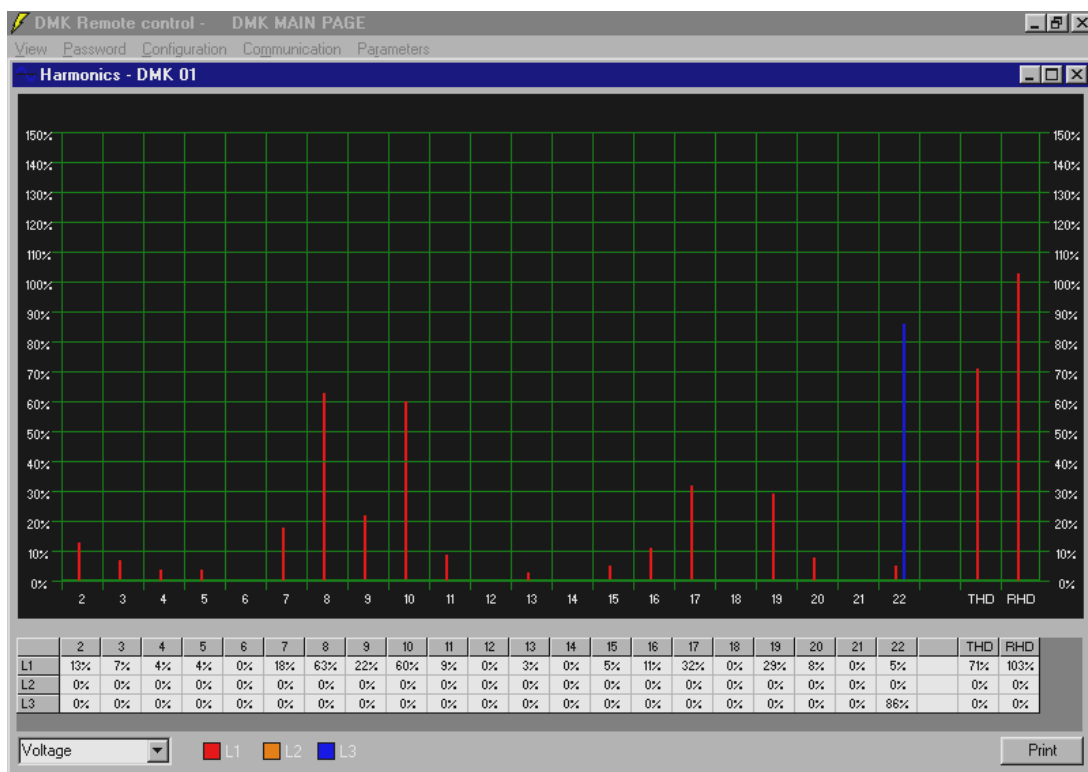 DMK Remote control - DMK MAIN PAGE
View Password Configuration Communication Parameters
Harmonics - DMK 01
150% 150%
140% 140%
130% 130%
120% 120%
110% 110%
100% 100%
90% 90%
80% 80%
70% 70%
60% 60%
50% 50%
40% 40%
30% 30%
20% 20%
10% 10%
0% 0%
2 3 4 5 6 7 8 9 10 11 12 13 14 15 16 17 18 19 20 21 22 THD RHD
2 3 4 5 6 7 8 9 10 11 12 13 14 15 16 17 18 19 20 21 22 THD RHD
L1 13% 7% 4% 4% 0% 18% 63% 22% 60% 9% 0% 3% 0% 5% 11% 32% 0% 29% 8% 0% 5% 71% 103%
L2 0% 0% 0% 0% 0% 0% 0% 0% 0% 0% 0% 0% 0% 0% 0% 0% 0% 0% 0% 0% 0% 0% 0%
L3 0% 0% 0% 0% 0% 0% 0% 0% 0% 0% 0% 0% 0% 0% 0% 0% 0% 0% 0% 0% 86% 0% 0%
Voltage L1 L2 L3 Print